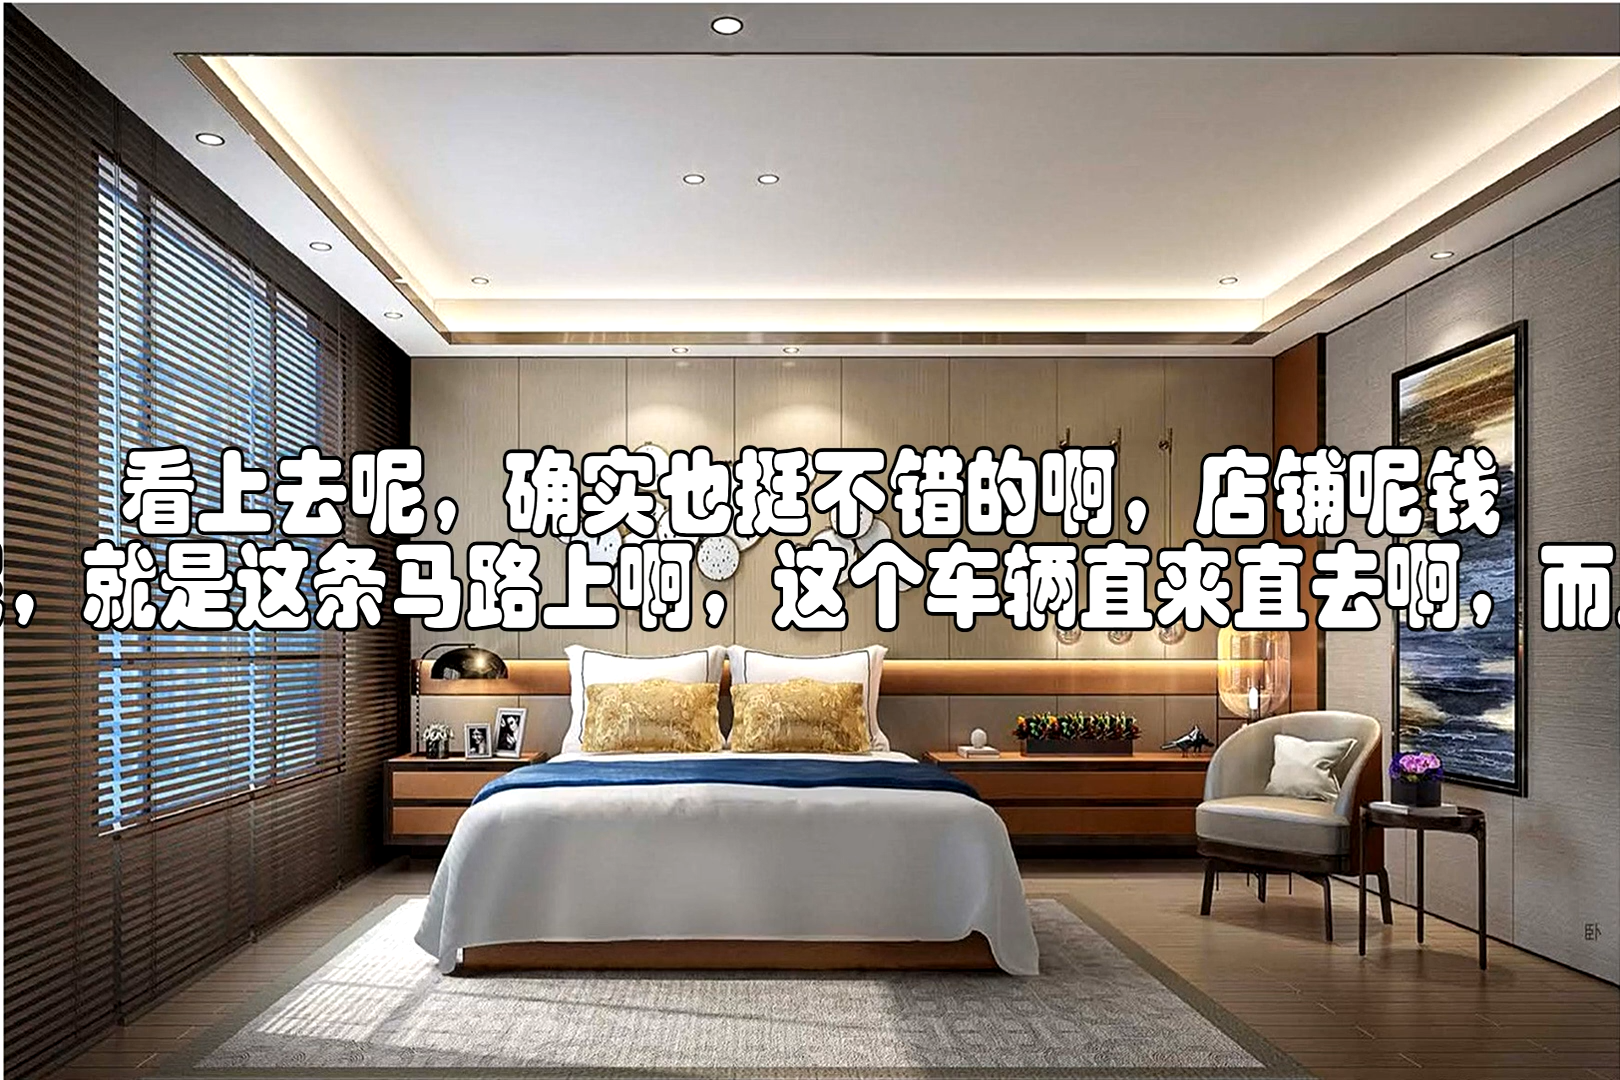 看上去呢，确实也挺不错的啊，店铺呢钱
，就是这条马路上啊，这个车辆直来直去啊，而
卧